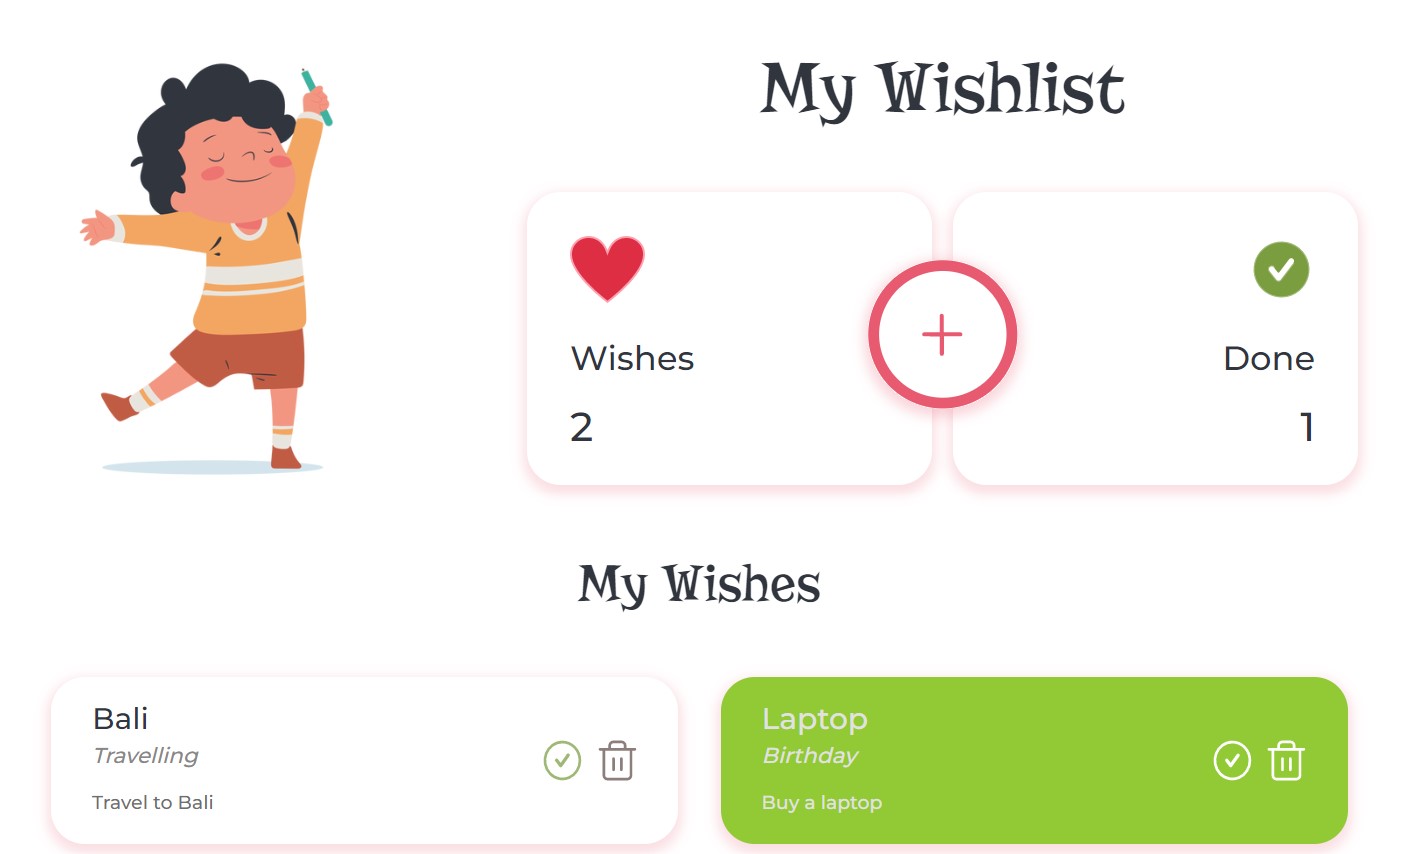 My Wishlist
Wishes
2
Done
1
My Wishes
Bali
Travelling
Travel to Bali
Laptop
Birthday
Buy a laptop